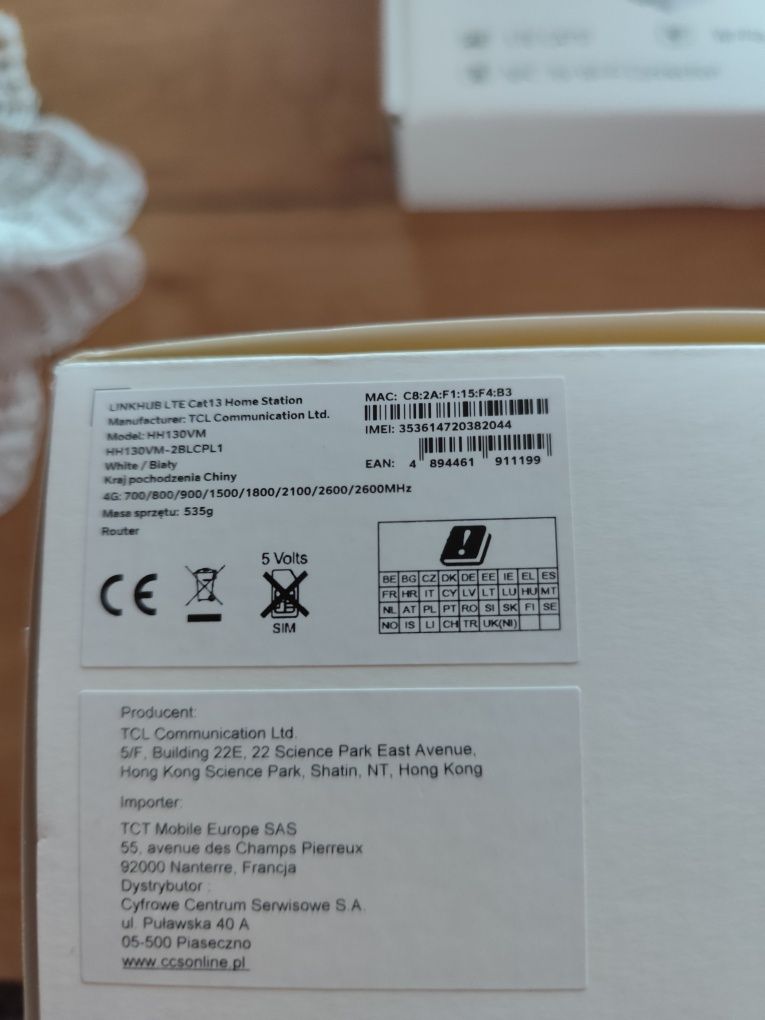 LINKHUB LTE Cat13 Home Station
Manufacturer: TCL Communication Ltd.
Model: HH130VM
HH130VM-2BLCPL1
White / Biały
Kraj pochodzenia Chiny
4G: 700/800/900/1500/1800/2100/2600/2600MHz
Masa sprzętu: 535g
Router
MAC: C8:2A:F1:15:F4:B3
IMEI: 353614720382044
EAN: 4 894461 911199
CE
5 Volts
SIM
BE BG CZ DK DE EE IE EL ES
FR HR IT CY LV LT LU HU MT
NL AT PL PT RO SI SK FI SE
NO IS LI CH TR UK(NI)
Producent:
TCL Communication Ltd.
5/F, Building 22E, 22 Science Park East Avenue,
Hong Kong Science Park, Shatin, NT, Hong Kong
Importer:
TCT Mobile Europe SAS
55, avenue des Champs Pierreux
92000 Nanterre, Francja
Dystrybutor :
Cyfrowe Centrum Serwisowe S.A.
ul. Puławska 40 A
05-500 Piaseczno
www.ccsonline.pl